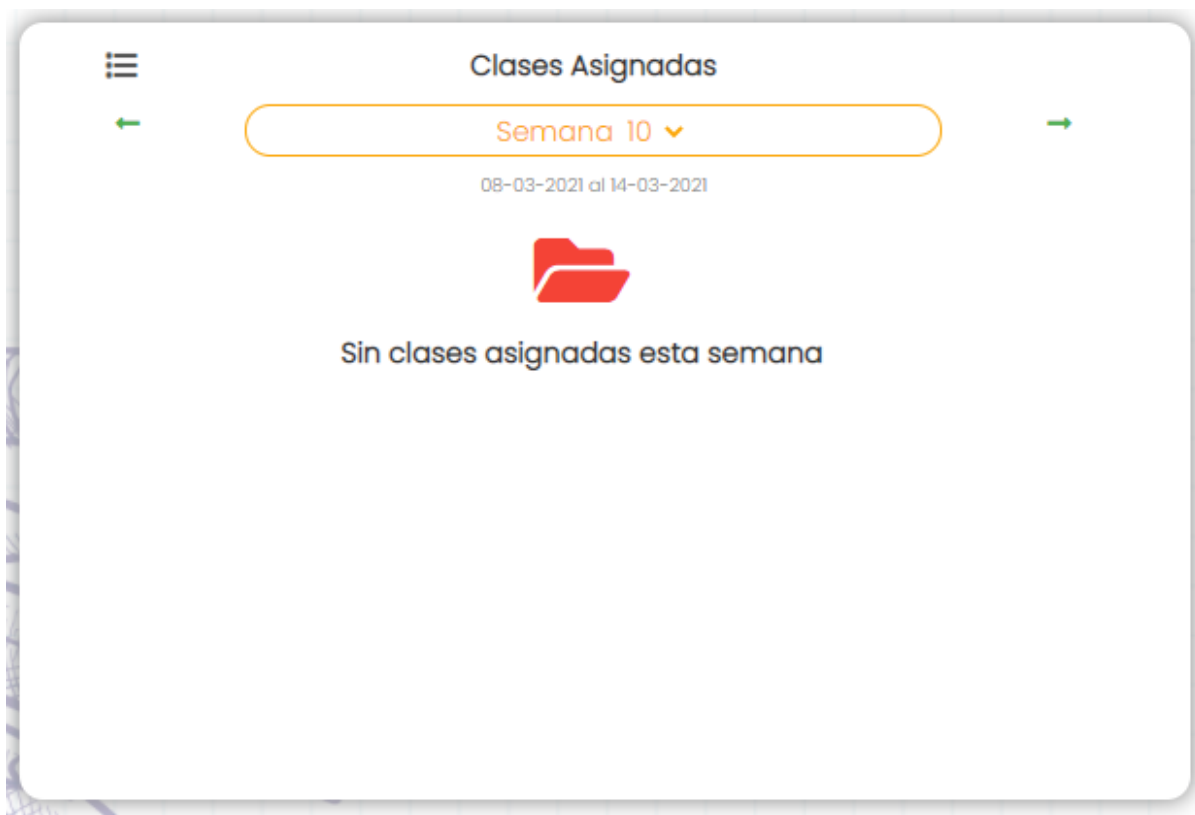 Clases Asignadas
Semana 10
08-03-2021 al 14-03-2021
Sin clases asignadas esta semana